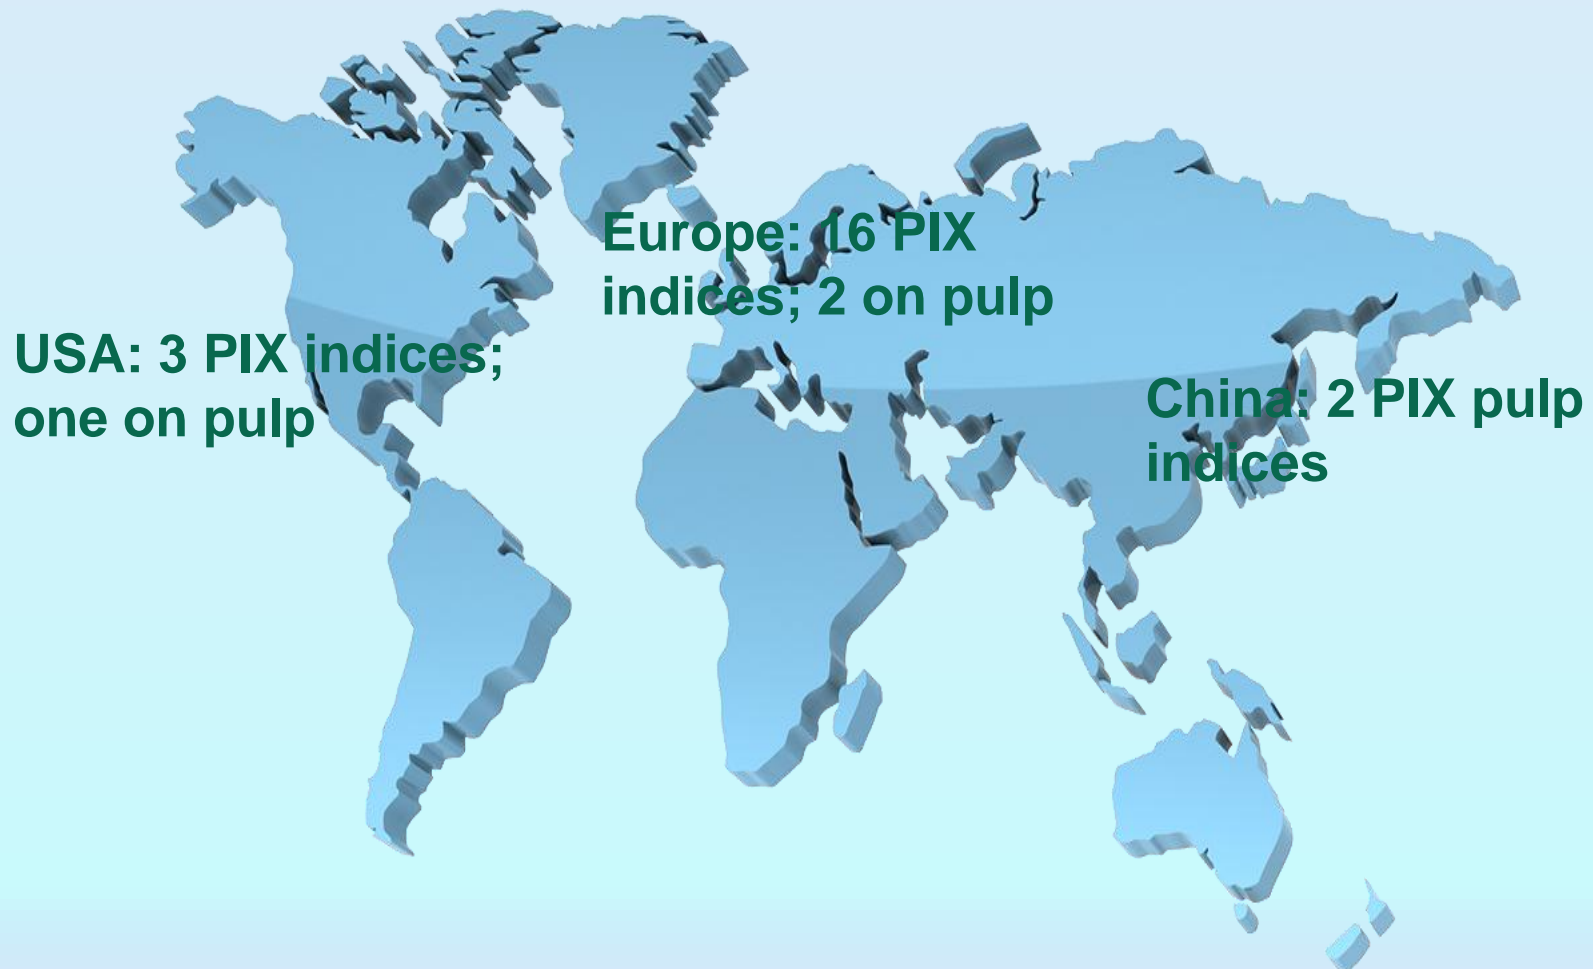 Europe: 16 PIX
indices; 2 on pulp
USA: 3 PIX indices;
one on pulp
China: 2 PIX pulp
indices